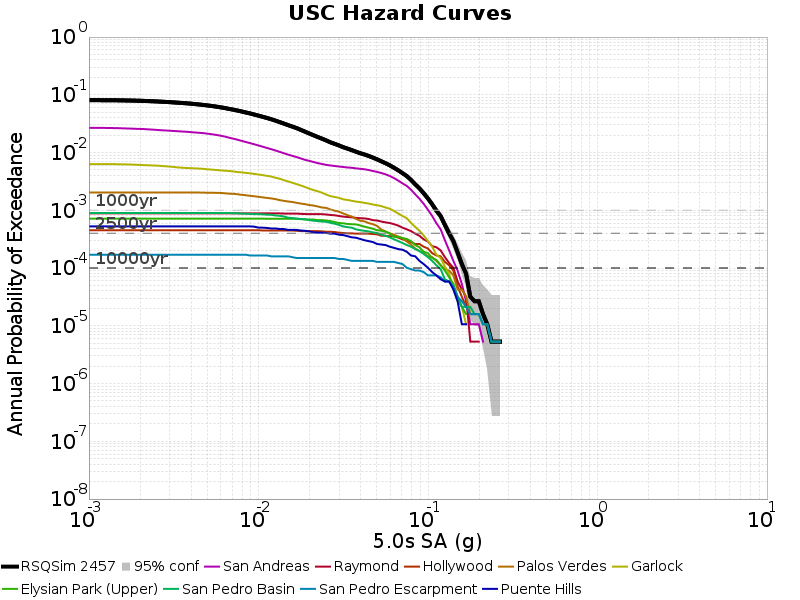 USC Hazard Curves
Annual Probability of Exceedance
10^0
10^-1
10^-2
10^-3
10^-4
10^-5
10^-6
10^-7
10^-8
1000yr
2500yr
10000yr
10^-3 10^-2 10^-1 10^0 10^1
5.0s SA (g)
RSQSim 2457 95% conf San Andreas Raymond Hollywood Palos Verdes Garlock
Elysian Park (Upper) San Pedro Basin San Pedro Escarpment Puente Hills